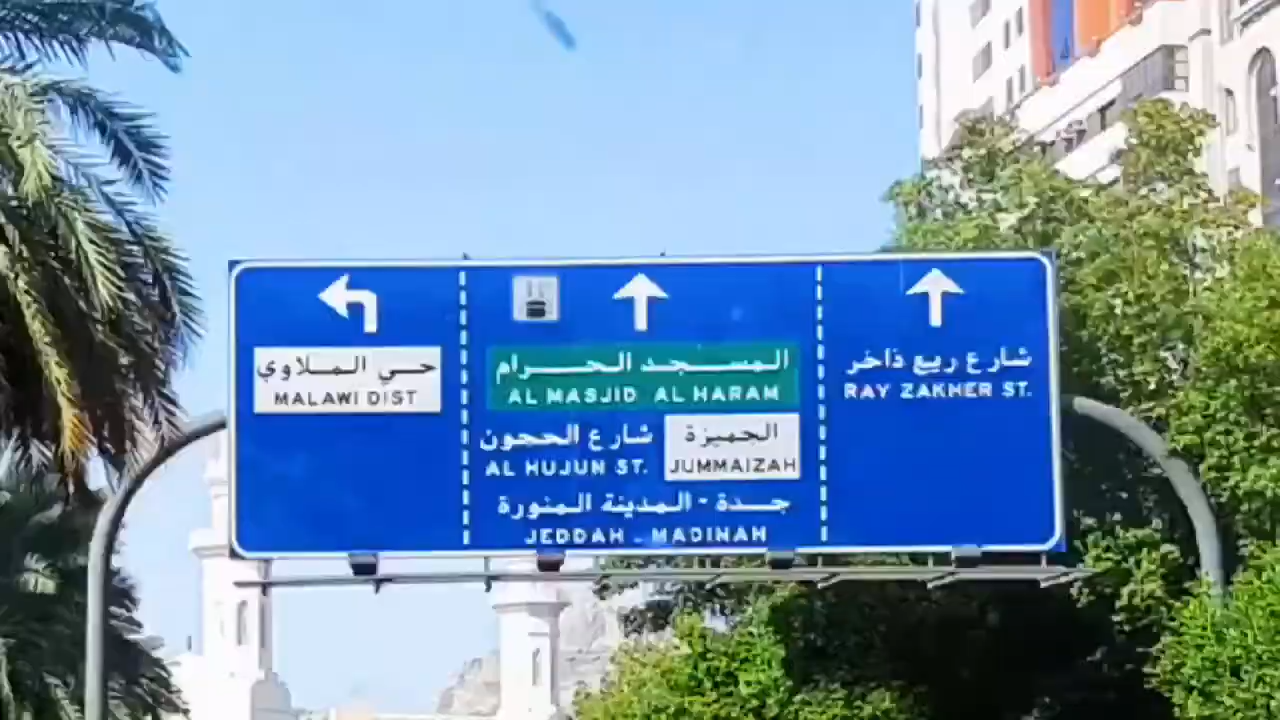 حي الملاوي
MALAWI DIST
المسجد الحرام
AL MASJID AL HARAM
شارع الحجون
AL HUJUN ST.
الجميزة
JUMMAIZAH
جدة - المدينة المنورة
JEDDAH - MADINAH
شارع ريع ذاخر
RAY ZAKHER ST.